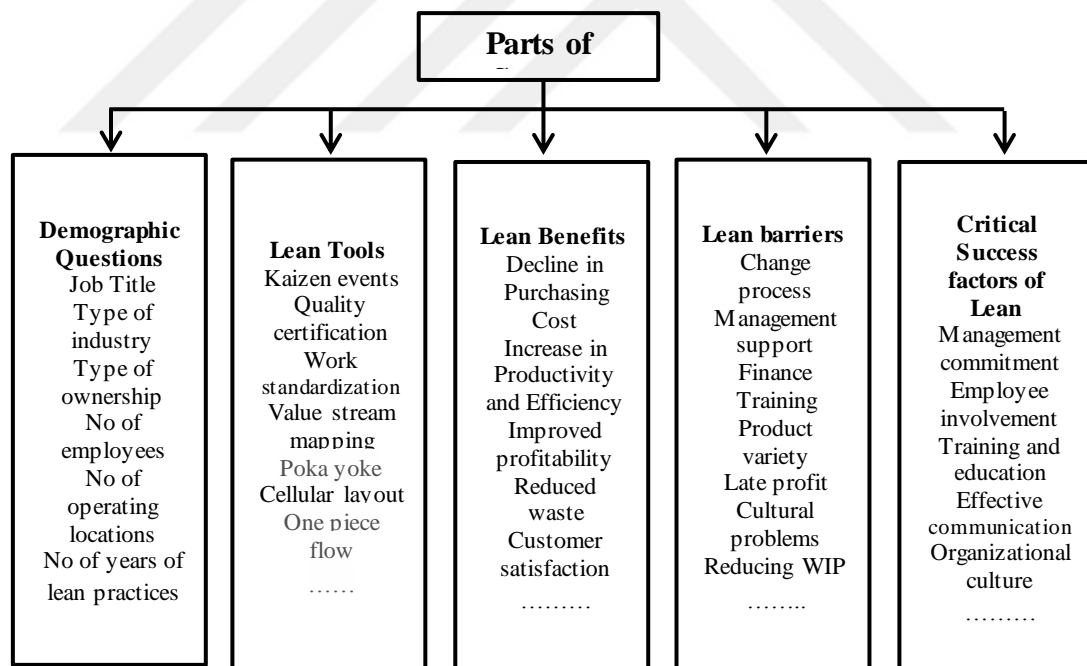 Parts of
Demographic
Questions
Job Title
Type of
industry
Type of
ownership
No of
employees
No of
operating
locations
No of years of
lean practices
Lean Tools
Kaizen events
Quality
certification
Work
standardization
Value stream
mapping
Poka yoke
Cellular layout
One piece
flow
……
Lean Benefits
Decline in
Purchasing
Cost
Increase in
Productivity
and Efficiency
Improved
profitability
Reduced
waste
Customer
satisfaction
………
Lean barriers
Change
process
Management
support
Finance
Training
Product
variety
Late profit
Cultural
problems
Reducing WIP
……..
Critical
Success
factors of
Lean
Management
commitment
Employee
involvement
Training and
education
Effective
communication
Organizational
culture
………